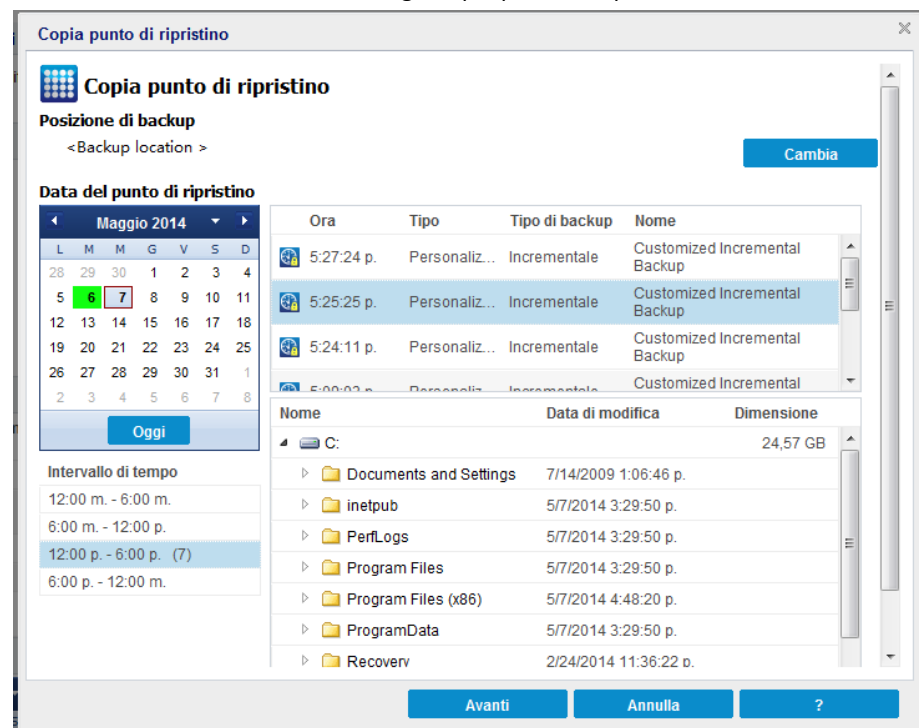 Copia punto di ripristino
Copia punto di ripristino
Posizione di backup
<Backup location >
Cambia
Data del punto di ripristino
Maggio 2014
L M M G V S D
28 29 30 1 2 3 4
5 6 7 8 9 10 11
12 13 14 15 16 17 18
19 20 21 22 23 24 25
26 27 28 29 30 31 1
2 3 4 5 6 7 8
Oggi
Intervallo di tempo
12:00 m. - 6:00 m.
6:00 m. - 12:00 p.
12:00 p. - 6:00 p. (7)
6:00 p. - 12:00 m.
Ora Tipo Tipo di backup Nome
5:27:24 p. Personaliz... Incrementale Customized Incremental
Backup
5:25:25 p. Personaliz... Incrementale Customized Incremental
Backup
5:24:11 p. Personaliz... Incrementale Customized Incremental
Backup
Personaliz... Incrementale Customized Incremental
Nome Data di modifica Dimensione
C: 24,57 GB
Documents and Settings 7/14/2009 1:06:46 p.
inetpub 5/7/2014 3:29:50 p.
PerfLogs 5/7/2014 3:29:50 p.
Program Files 5/7/2014 3:29:50 p.
Program Files (x86) 5/7/2014 4:48:20 p.
ProgramData 5/7/2014 3:29:50 p.
Recovery 2/24/2014 11:36:22 p.
Avanti Annulla ?